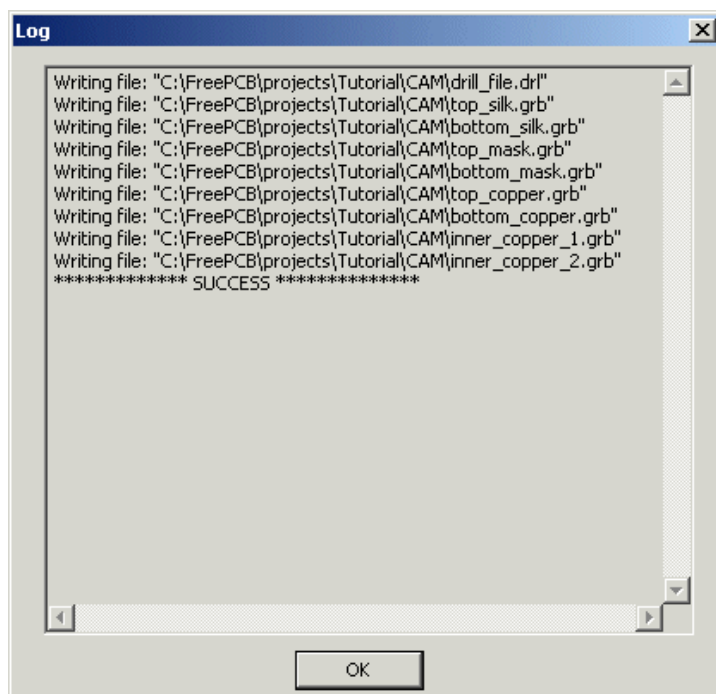 Log
Writing file: "C:\FreePCB\projects\Tutorial\CAM\drill_file.drl"
Writing file: "C:\FreePCB\projects\Tutorial\CAM\top_silk.grb"
Writing file: "C:\FreePCB\projects\Tutorial\CAM\bottom_silk.grb"
Writing file: "C:\FreePCB\projects\Tutorial\CAM\top_mask.grb"
Writing file: "C:\FreePCB\projects\Tutorial\CAM\bottom_mask.grb"
Writing file: "C:\FreePCB\projects\Tutorial\CAM\top_copper.grb"
Writing file: "C:\FreePCB\projects\Tutorial\CAM\bottom_copper.grb"
Writing file: "C:\FreePCB\projects\Tutorial\CAM\inner_copper_1.grb"
Writing file: "C:\FreePCB\projects\Tutorial\CAM\inner_copper_2.grb"
************* SUCCESS **************
OK